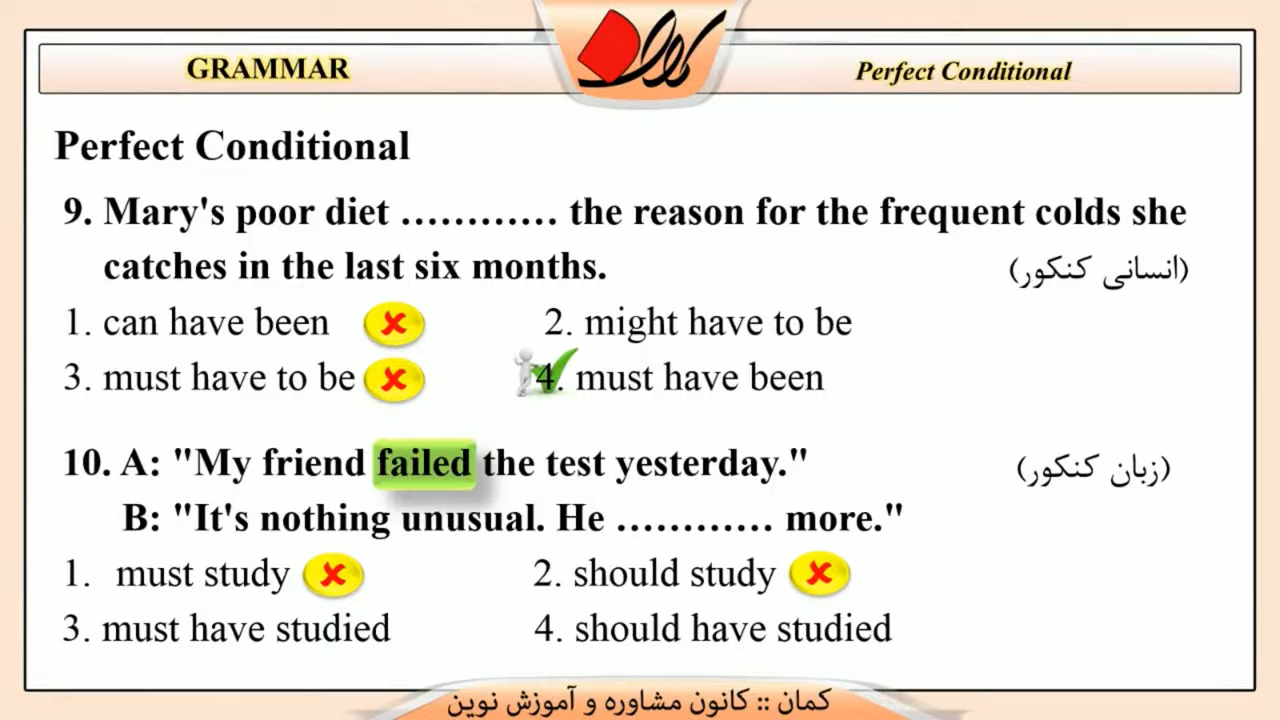 GRAMMAR
کمان
Perfect Conditional
Perfect Conditional
9. Mary's poor diet ………… the reason for the frequent colds she
catches in the last six months.
(انسانی کنکور)
1. can have been 2. might have to be
3. must have to be 4. must have been
10. A: "My friend failed the test yesterday."
(زبان کنکور)
B: "It's nothing unusual. He ………… more."
1. must study 2. should study
3. must have studied 4. should have studied
کمان :: کانون مشاوره و آموزش نوین